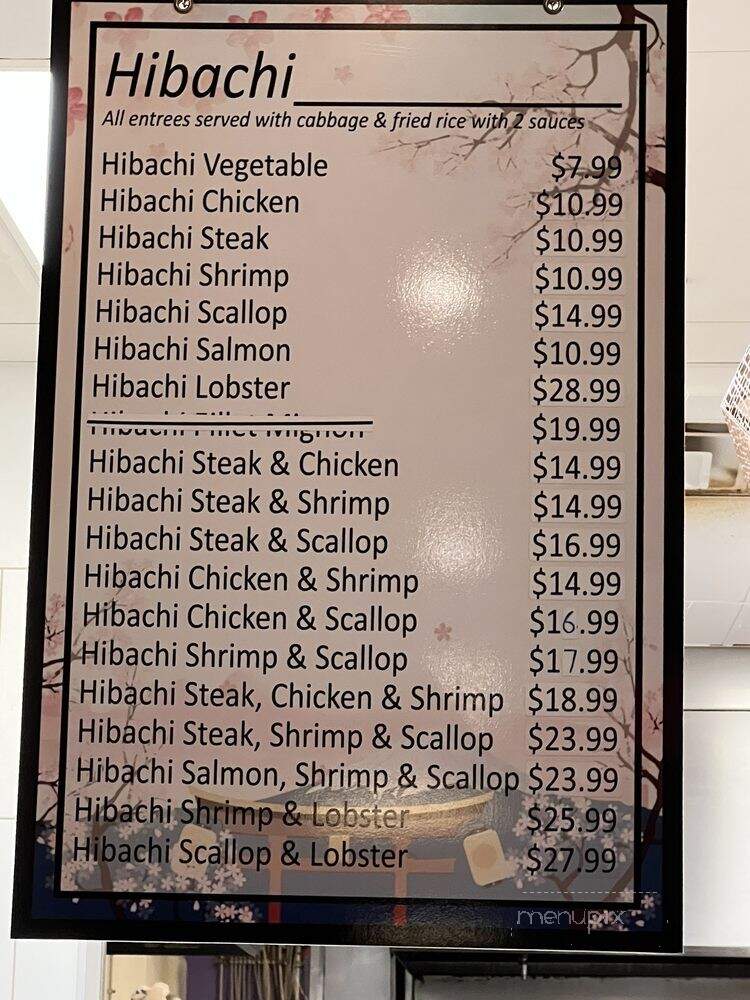 Hibachi
All entrees served with cabbage & fried rice with 2 sauces
Hibachi Vegetable $7.99
Hibachi Chicken $10.99
Hibachi Steak $10.99
Hibachi Shrimp $10.99
Hibachi Scallop $14.99
Hibachi Salmon $10.99
Hibachi Lobster $28.99
Hibachi Fillet Mignon $19.99
Hibachi Steak & Chicken $14.99
Hibachi Steak & Shrimp $14.99
Hibachi Steak & Scallop $16.99
Hibachi Chicken & Shrimp $14.99
Hibachi Chicken & Scallop $16.99
Hibachi Shrimp & Scallop $17.99
Hibachi Steak, Chicken & Shrimp $18.99
Hibachi Steak, Shrimp & Scallop $23.99
Hibachi Salmon, Shrimp & Scallop $23.99
Hibachi Shrimp & Lobster $25.99
Hibachi Scallop & Lobster $27.99
menupix